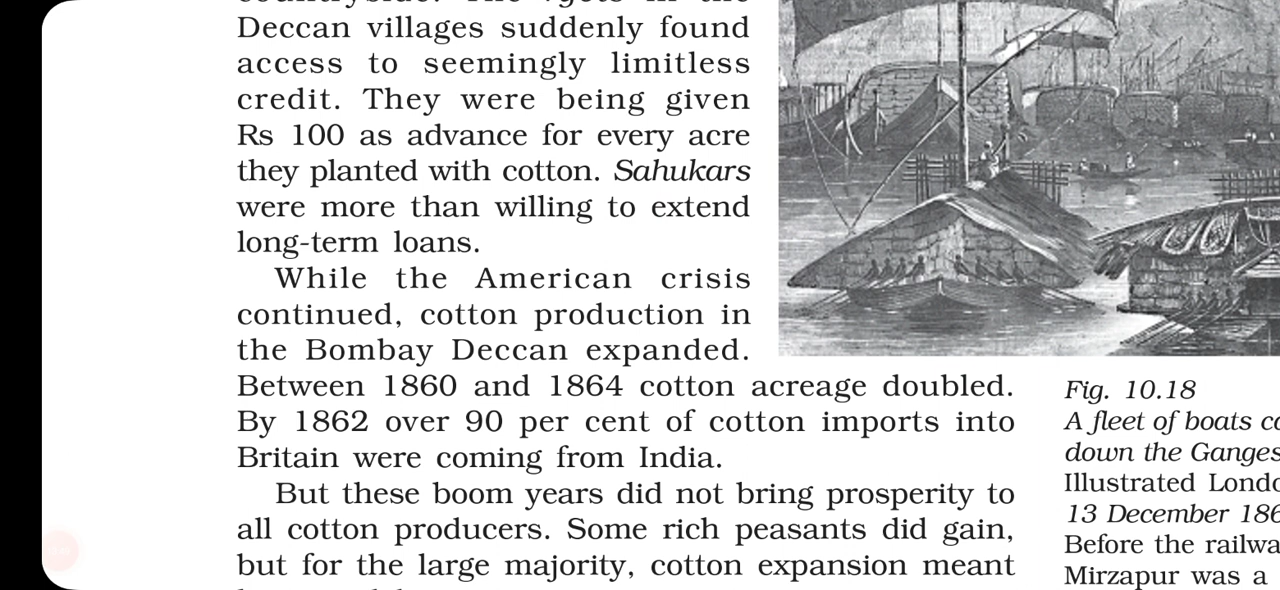 countryside. The ryots in the
Deccan villages suddenly found
access to seemingly limitless
credit. They were being given
Rs 100 as advance for every acre
they planted with cotton. Sahukars
were more than willing to extend
long-term loans.
While the American crisis
continued, cotton production in
the Bombay Deccan expanded.
Between 1860 and 1864 cotton acreage doubled.
By 1862 over 90 per cent of cotton imports into
Britain were coming from India.
But these boom years did not bring prosperity to
all cotton producers. Some rich peasants did gain,
but for the large majority, cotton expansion meant
Fig. 10.18
A fleet of boats
down the Ganges
Illustrated
13 December
Before the
Mirzapur was a